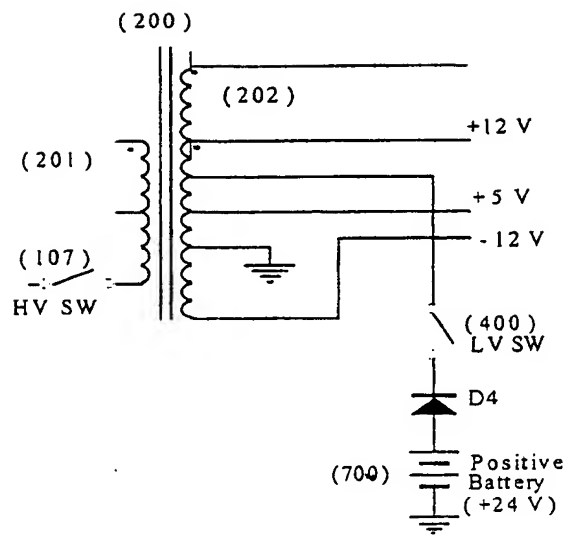 (200)
(202)
+12 V
(201)
+5 V
(107)
-12 V
HV SW
(400)
LV SW
D4
(700)
Positive
Battery
(+24 V)